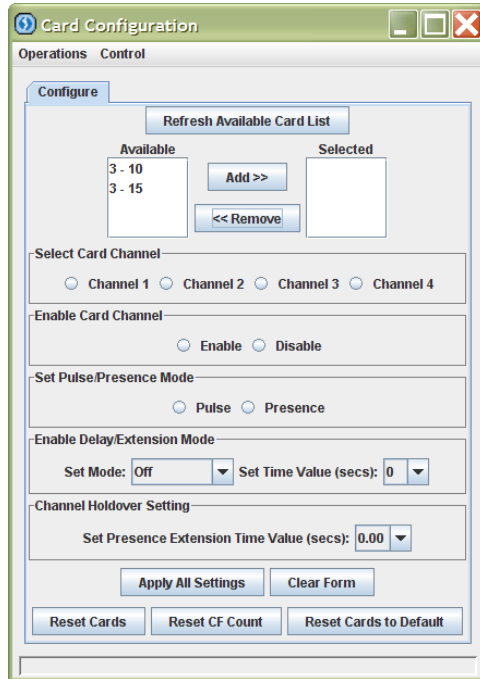 Card Configuration
Operations Control
Configure
Refresh Available Card List
Available Selected
3 - 10
3 - 15
Add >>
<< Remove
Select Card Channel
Channel 1 Channel 2 Channel 3 Channel 4
Enable Card Channel
Enable Disable
Set Pulse/Presence Mode
Pulse Presence
Enable Delay/Extension Mode
Set Mode: Off Set Time Value (secs): 0
Channel Holdover Setting
Set Presence Extension Time Value (secs): 0.00
Apply All Settings Clear Form
Reset Cards Reset CF Count Reset Cards to Default